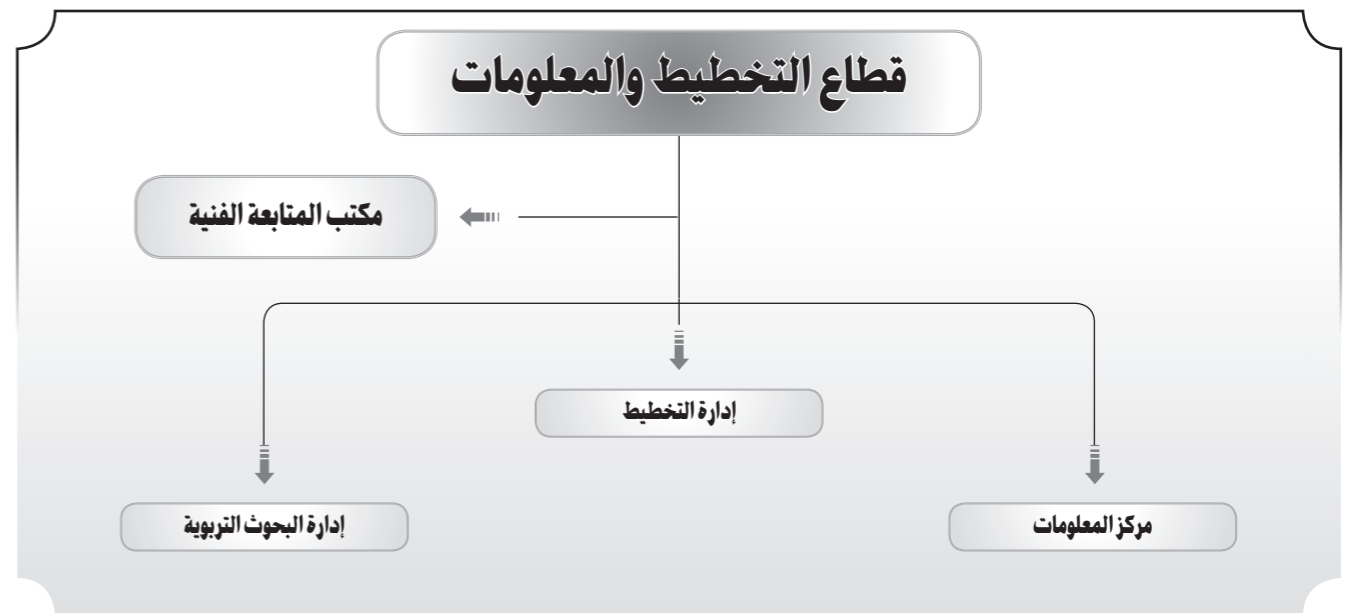 قطاع التخطيط والمعلومات
مكتب المتابعة الفنية
إدارة التخطيط
مركز المعلومات
إدارة البحوث التربوية